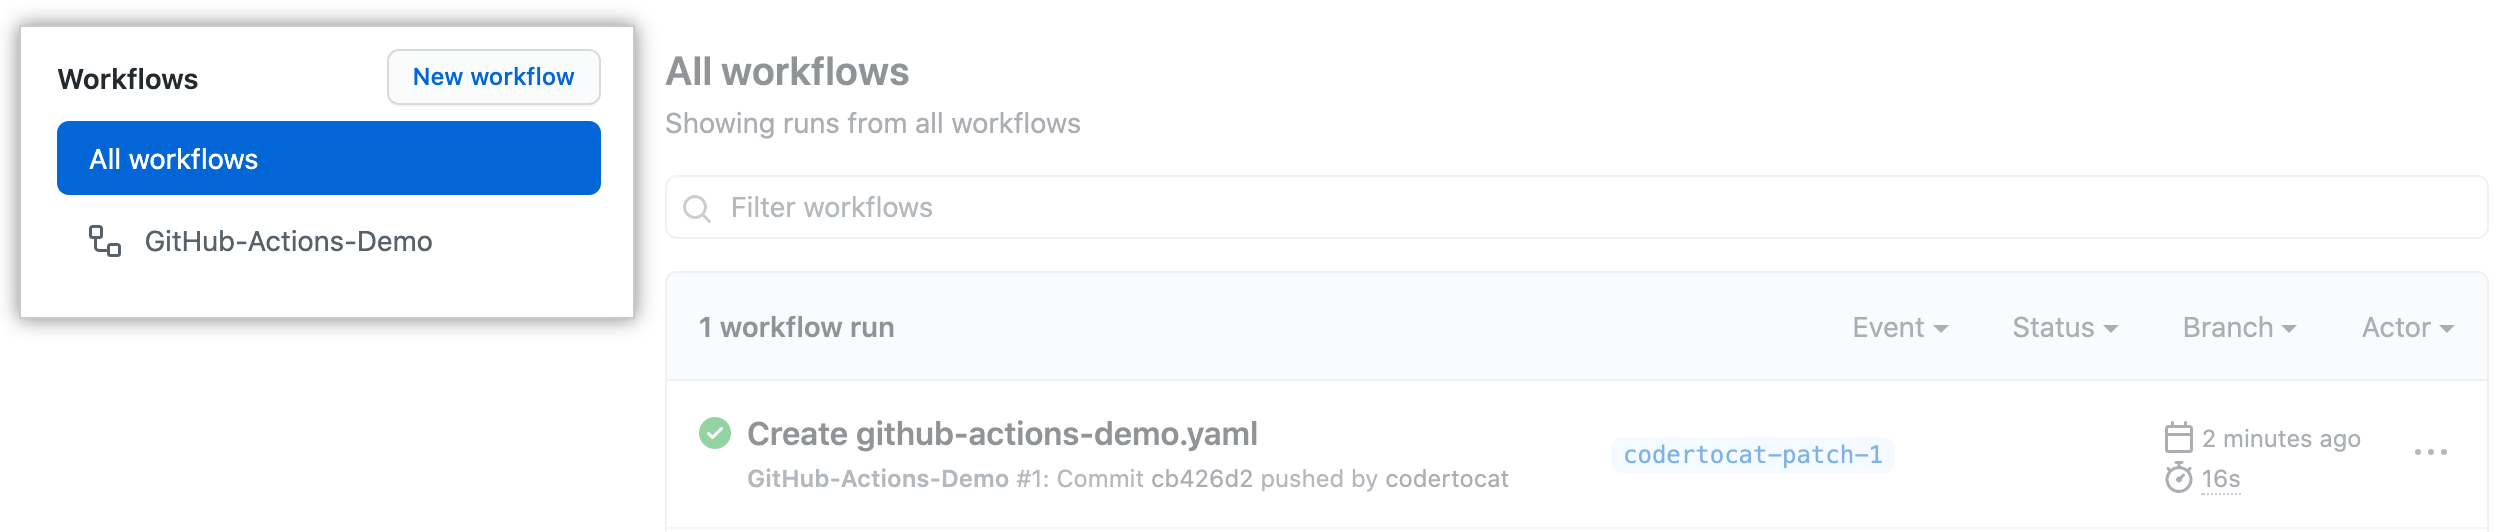 Workflows
New workflow
All workflows
GitHub-Actions-Demo
All workflows
Showing runs from all workflows
Filter workflows
1 workflow run
Event
Status
Branch
Actor
Create github-actions-demo.yaml
GitHub-Actions-Demo #1: Commit cb426d2 pushed by codertocat
codertocat-patch-1
2 minutes ago
16s